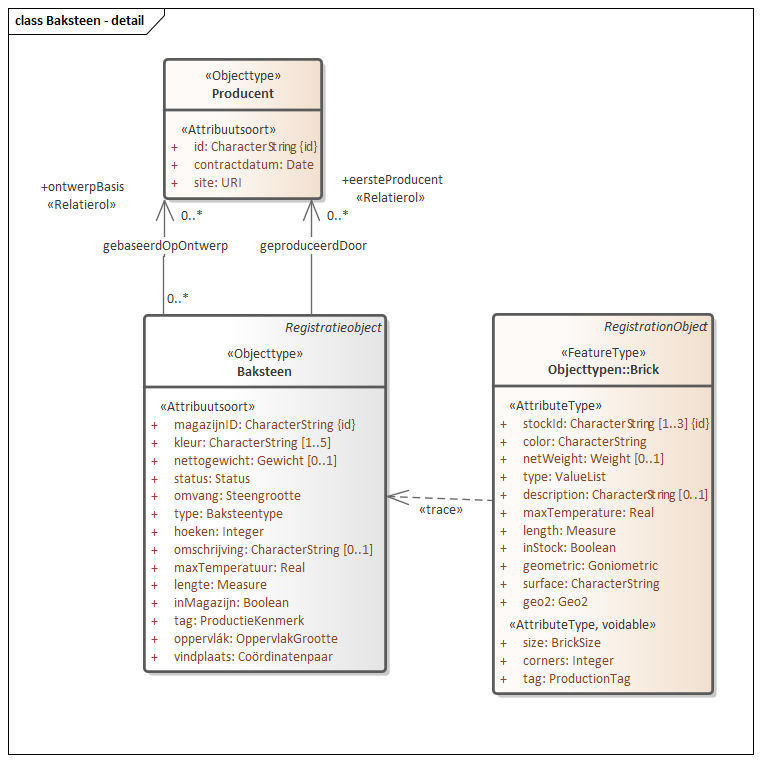 class Baksteen - detail
«Objecttype»
Producent
«Attribuutsoort»
+ id: CharacterString {id}
+ contractdatum: Date
+ site: URI
+ontwerpBasis
«Relatierol»
0..*
+eersteProducent
«Relatierol»
0..*
gebaseerdOpOntwerp
geproduceerdDoor
0..*
Registratieobject
«Objecttype»
Baksteen
«Attribuutsoort»
+ magazijnID: CharacterString {id}
+ kleur: CharacterString [1..5]
+ nettogewicht: Gewicht [0..1]
+ status: Status
+ omvang: Steengrootte
+ type: Baksteentype
+ hoeken: Integer
+ omschrijving: CharacterString [0..1]
+ maxTemperatuur: Real
+ lengte: Measure
+ inMagazijn: Boolean
+ tag: ProductieKenmerk
+ oppervlák: OppervlakGrootte
+ vindplaats: Coördinatenpaar
«trace»
RegistrationObject
«FeatureType»
Objecttypen::Brick
«AttributeType»
+ stockId: CharacterString [1..3] {id}
+ color: CharacterString
+ netWeight: Weight [0..1]
+ type: ValueList
+ description: CharacterString [0..1]
+ maxTemperature: Real
+ length: Measure
+ inStock: Boolean
+ geometric: Goniometric
+ surface: CharacterString
+ geo2: Geo2
«AttributeType, voidable»
+ size: BrickSize
+ corners: Integer
+ tag: ProductionTag